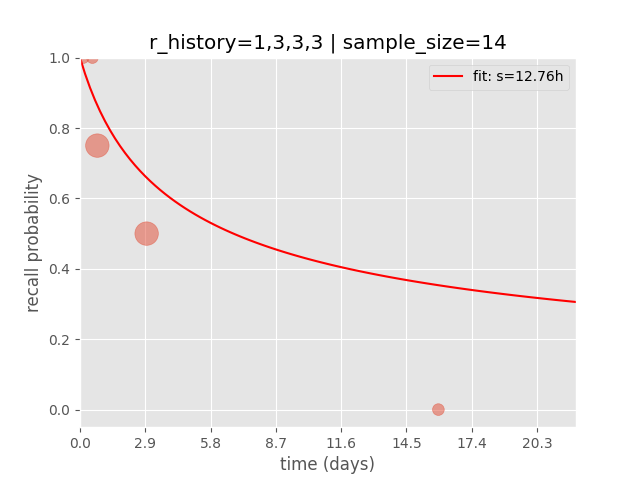 r_history=1,3,3,3 | sample_size=14
fit: s=12.76h
1.0
0.8
0.6
0.4
0.2
0.0
recall probability
0.0 2.9 5.8 8.7 11.6 14.5 17.4 20.3
time (days)